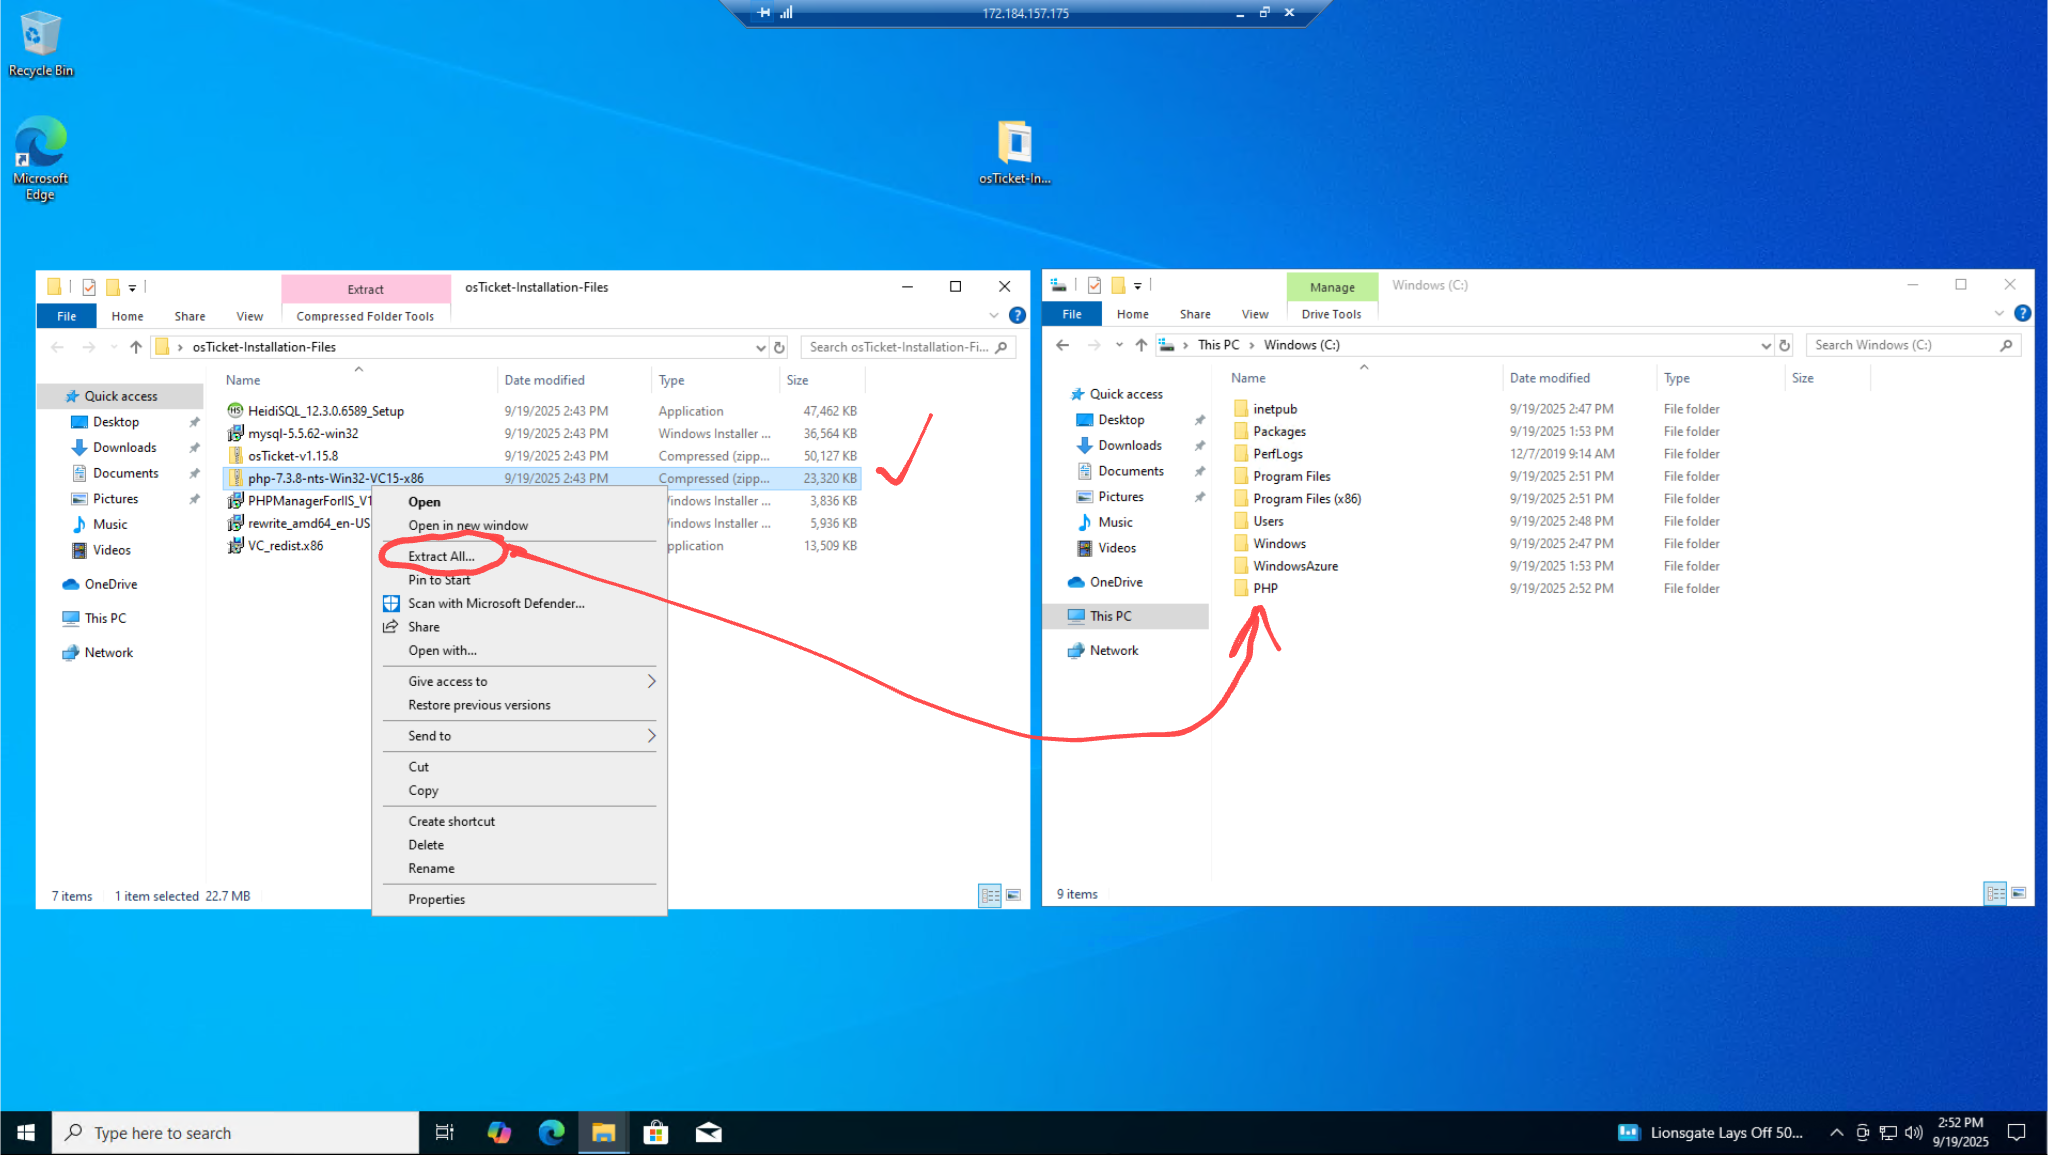 172.184.157.175
Recycle Bin
Microsoft
Edge
osTicket-In...
Extract
osTicket-Installation-Files
File
Home
Share
View
Compressed Folder Tools
osTicket-Installation-Files
Search osTicket-Installation-Fi...
Name
Date modified
Type
Size
Quick access
Desktop
Downloads
Documents
Pictures
Music
Videos
OneDrive
This PC
Network
HeidiSQL_12.3.0.6589_Setup 9/19/2025 2:43 PM Application 47,462 KB
mysql-5.5.62-win32 9/19/2025 2:43 PM Windows Installer ... 36,564 KB
osTicket-v1.15.8 9/19/2025 2:43 PM Compressed (zipp... 50,127 KB
php-7.3.8-nts-Win32-VC15-x86 9/19/2025 2:43 PM Compressed (zipp... 23,320 KB
PHPManagerForIIS_V1 Windows Installer ... 3,836 KB
rewrite_amd64_en-US Windows Installer ... 5,936 KB
VC_redist.x86 pplication 13,509 KB
Open
Open in new window
Extract All...
Pin to Start
Scan with Microsoft Defender...
Share
Open with...
Give access to
Restore previous versions
Send to
Cut
Copy
Create shortcut
Delete
Rename
Properties
7 items 1 item selected 22.7 MB
Manage
Windows (C:)
File
Home
Share
View
Drive Tools
This PC
Windows (C:)
Search Windows (C:)
Name
Date modified
Type
Size
Quick access
Desktop
Downloads
Documents
Pictures
Music
Videos
OneDrive
This PC
Network
inetpub 9/19/2025 2:47 PM File folder
Packages 9/19/2025 1:53 PM File folder
PerfLogs 12/7/2019 9:14 AM File folder
Program Files 9/19/2025 2:51 PM File folder
Program Files (x86) 9/19/2025 2:51 PM File folder
Users 9/19/2025 2:48 PM File folder
Windows 9/19/2025 2:47 PM File folder
WindowsAzure 9/19/2025 1:53 PM File folder
PHP 9/19/2025 2:52 PM File folder
9 items
Type here to search
Lionsgate Lays Off 50...
2:52 PM
9/19/2025